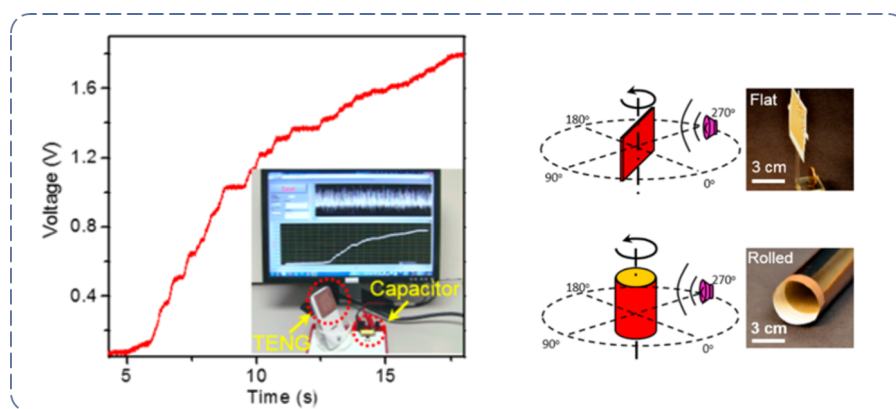 Voltage (V)
1.6
1.2
0.8
0.4
5
10
15
Time (s)
TENG
Capacitor
180°
270°
90°
0°
Flat
3 cm
180°
270°
90°
0°
Rolled
3 cm